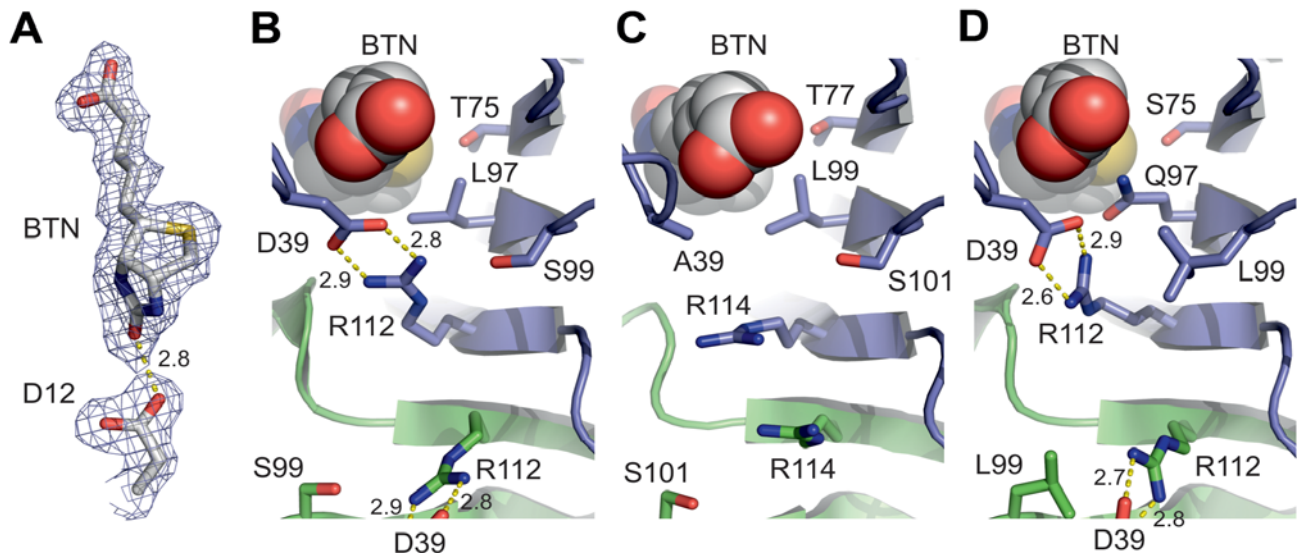 A
BTN
2.8
D12
B
BTN
T75
L97
2.8
D39
S99
2.9
R112
S99
R112
2.9
2.8
D39
C
BTN
T77
L99
A39
S101
R114
S101
R114
D
BTN
S75
Q97
2.9
D39
L99
2.6
R112
L99
R112
2.7
2.8
D39